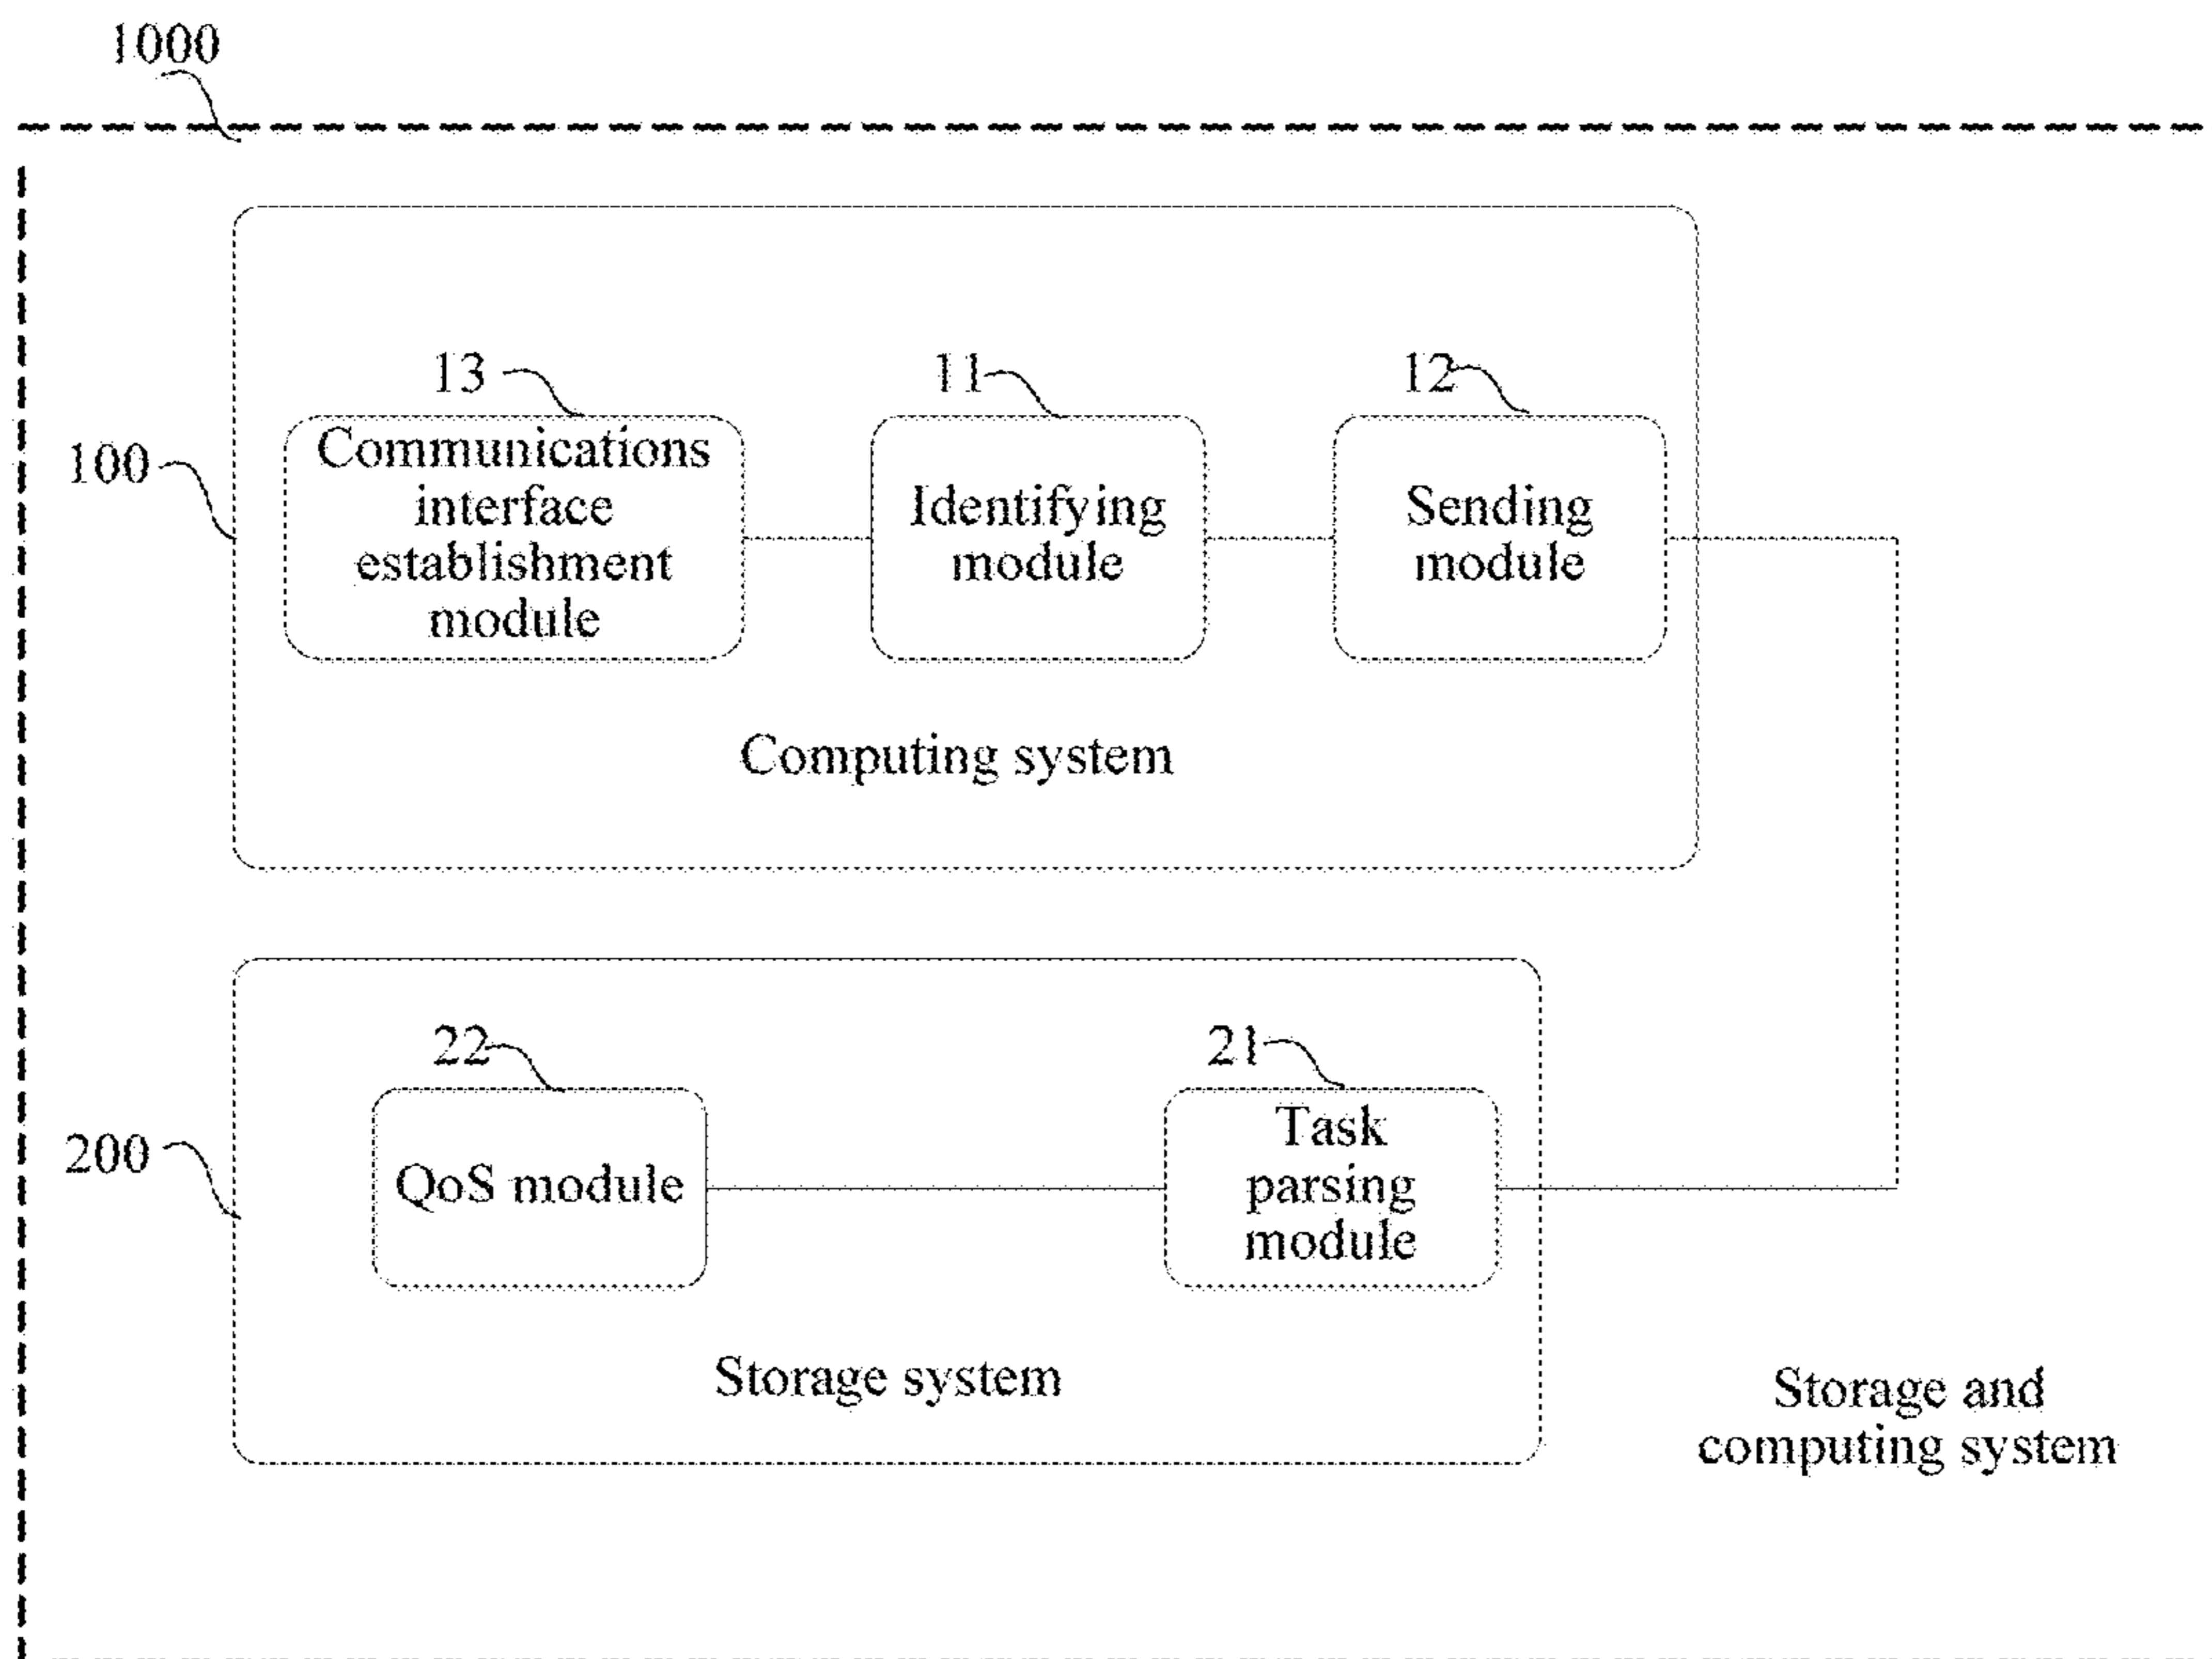 1000
13
11
12
100
Communications
interface
establishment
module
Identifying
module
Sending
module
Computing system
22
21
200
QoS module
Task
parsing
module
Storage system
Storage and
computing system